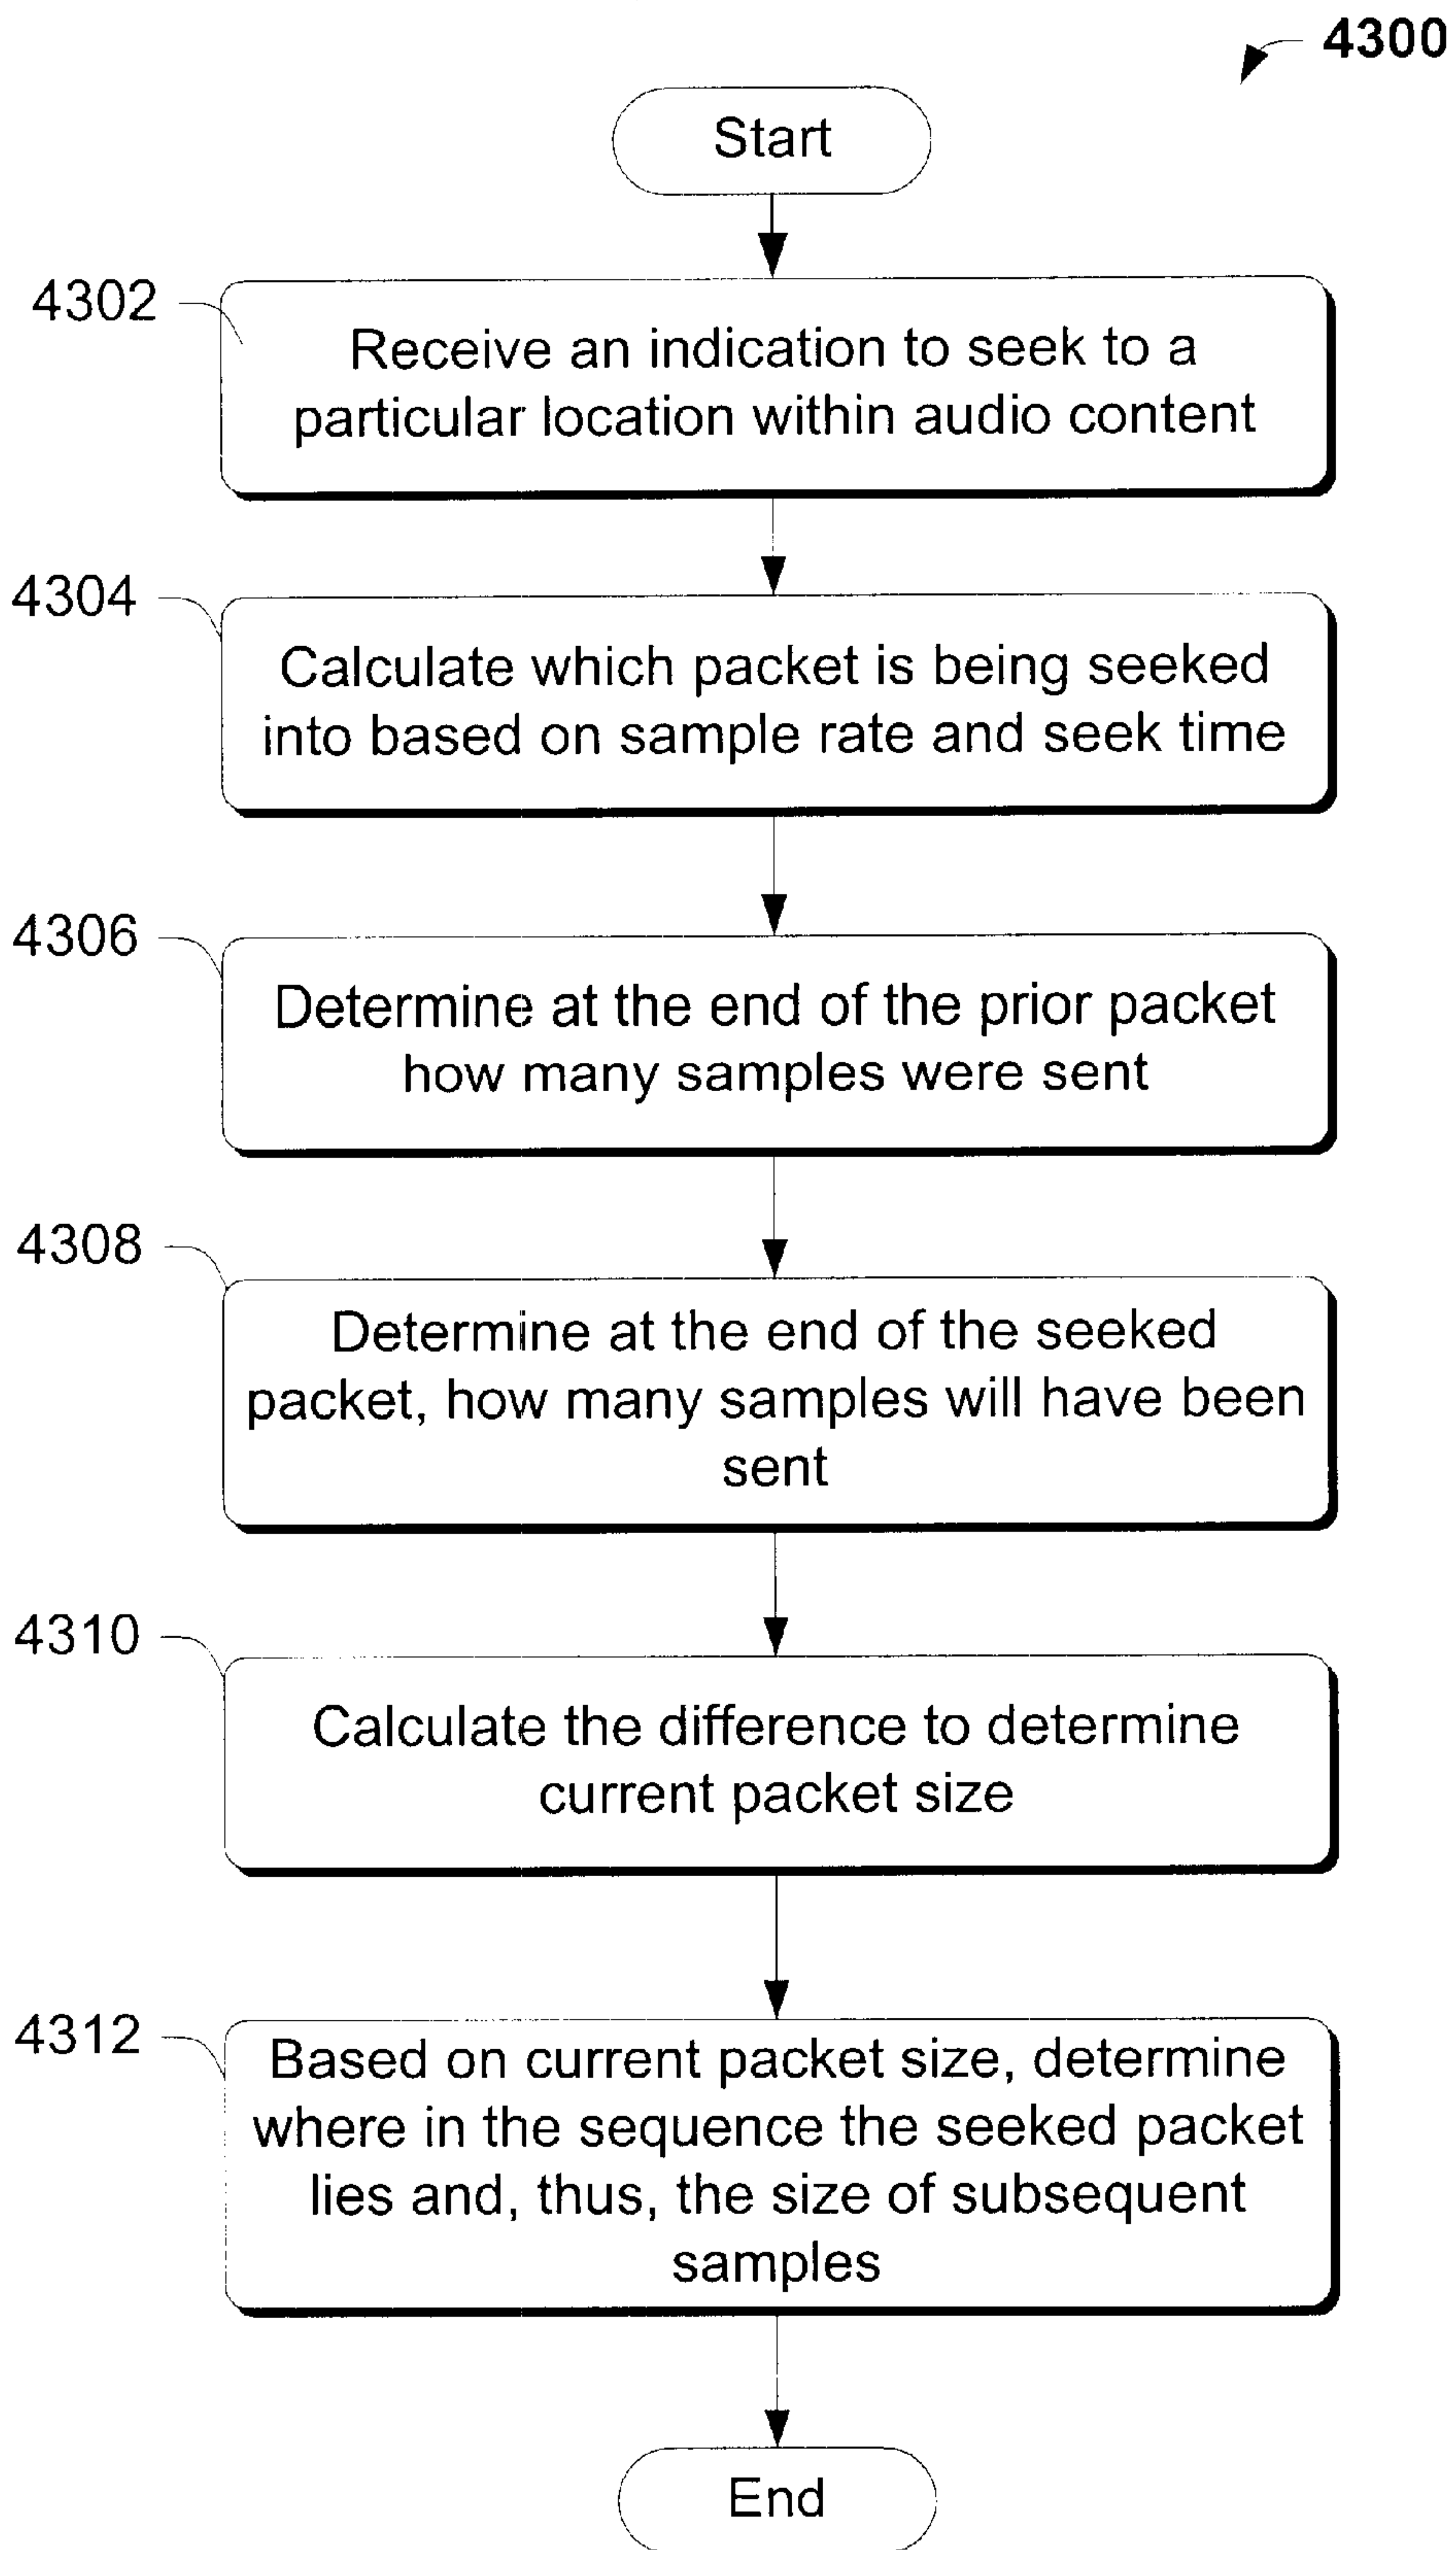 4300
Start
4302
Receive an indication to seek to a
particular location within audio content
4304
Calculate which packet is being seeked
into based on sample rate and seek time
4306
Determine at the end of the prior packet
how many samples were sent
4308
Determine at the end of the seeked
packet, how many samples will have been
sent
4310
Calculate the difference to determine
current packet size
4312
Based on current packet size, determine
where in the sequence the seeked packet
lies and, thus, the size of subsequent
samples
End